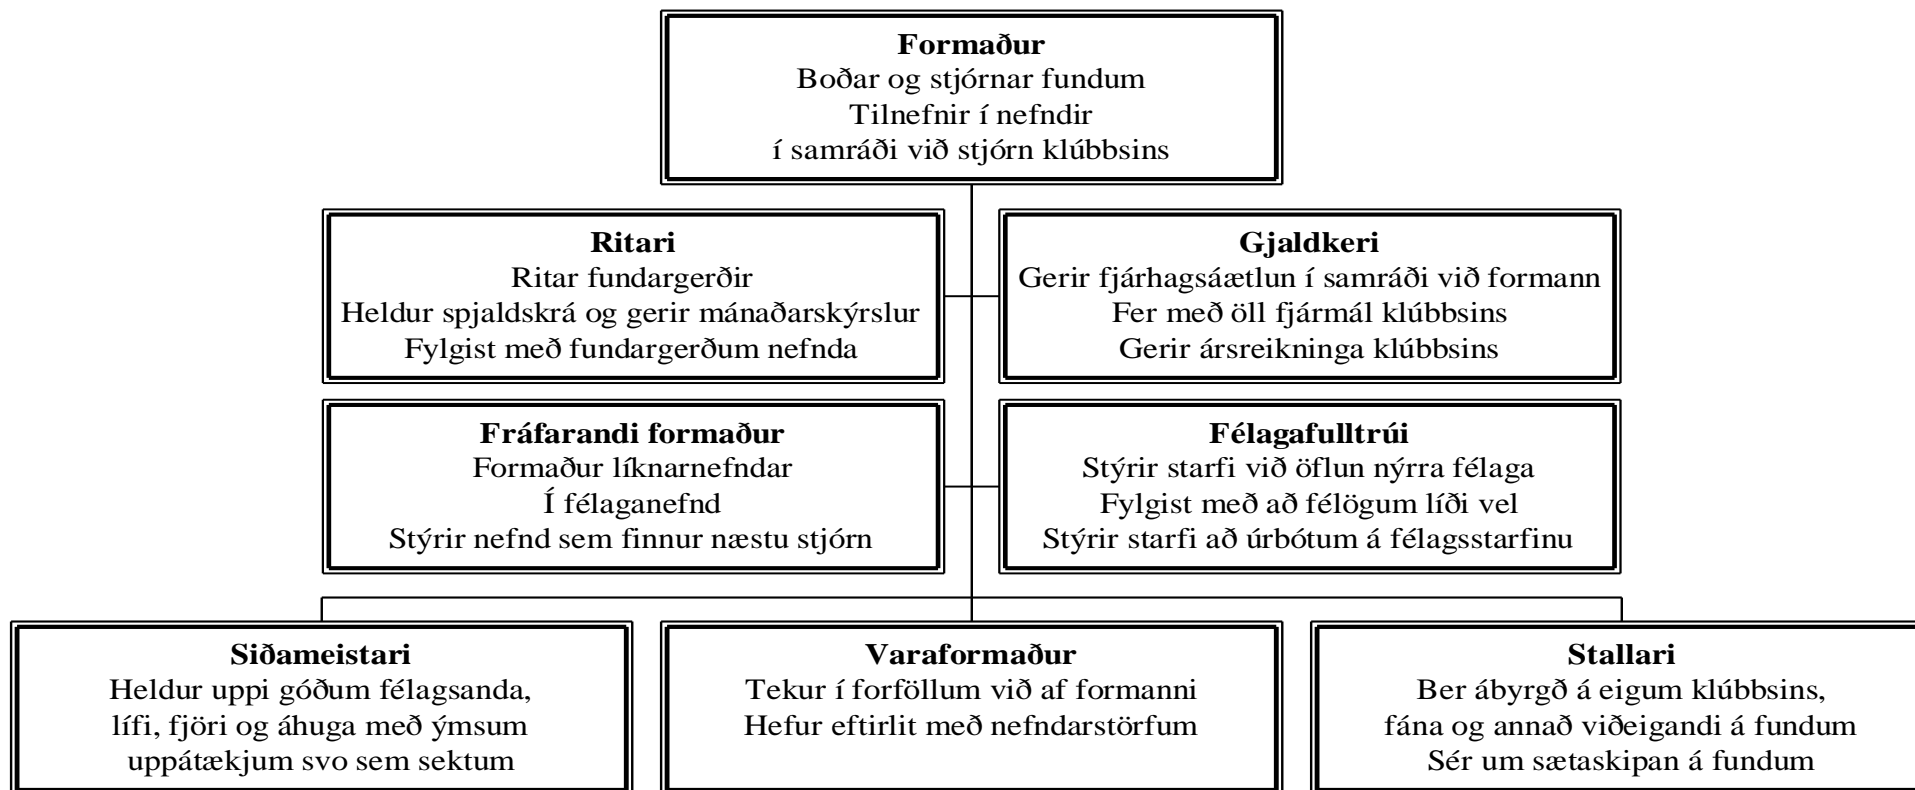 Formaður
Boðar og stjórnar fundum
Tilnefnir í nefndir
í samráði við stjórn klúbbsins
Ritari
Ritar fundargerðir
Heldur spjaldskrá og gerir mánaðarskýrslur
Fylgist með fundargerðum nefnda
Gjaldkeri
Gerir fjárhagsáætlun í samráði við formann
Fer með öll fjármál klúbbsins
Gerir ársreikninga klúbbsins
Fráfarandi formaður
Formaður líknarnefndar
Í félaganefnd
Stýrir nefnd sem finnur næstu stjórn
Félagafulltrúi
Stýrir starfi við öflun nýrra félaga
Fylgist með að félögum líði vel
Stýrir starfi að úrbótum á félagsstarfinu
Siðameistari
Heldur uppi góðum félagsanda,
lífi, fjöri og áhuga með ýmsum
uppátækjum svo sem sektum
Varaformaður
Tekur í forföllum við af formanni
Hefur eftirlit með nefndarstörfum
Stallari
Ber ábyrgð á eigum klúbbsins,
fána og annað viðeigandi á fundum
Sér um sætaskipan á fundum